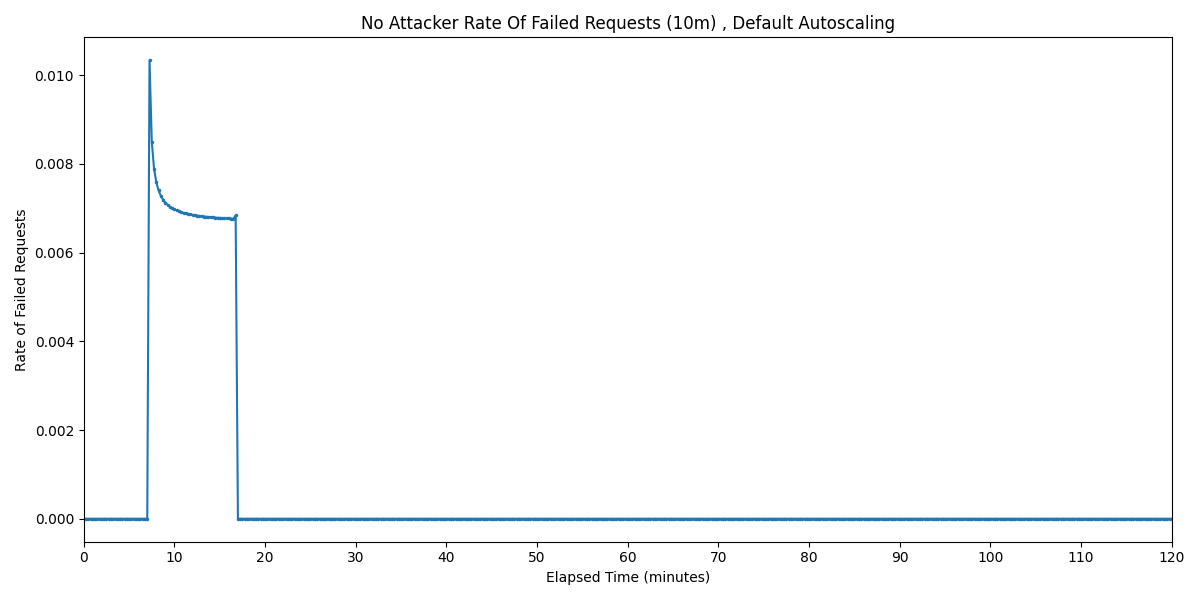 No Attacker Rate Of Failed Requests (10m) , Default Autoscaling
0.010
0.008
0.006
0.004
0.002
0.000
Rate of Failed Requests
0 10 20 30 40 50 60 70 80 90 100 110 120
Elapsed Time (minutes)